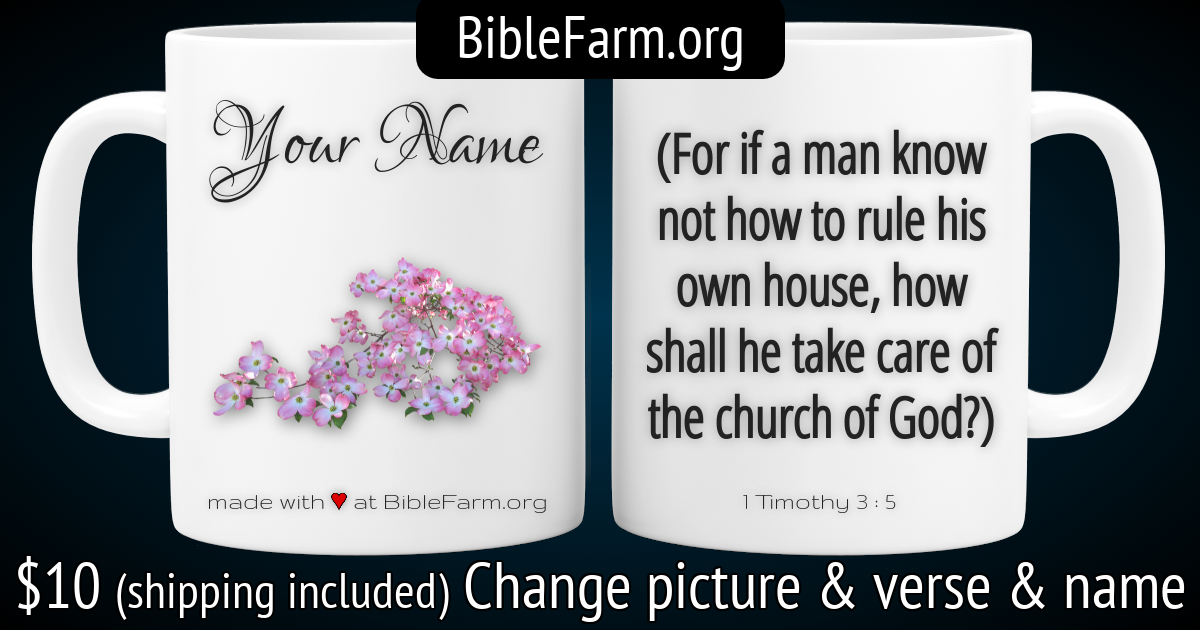 BibleFarm.org
Your Name
made with ♥ at BibleFarm.org
(For if a man know
not how to rule his
own house, how
shall he take care of
the church of God?)
1 Timothy 3 : 5
$10 (shipping included) Change picture & verse & name